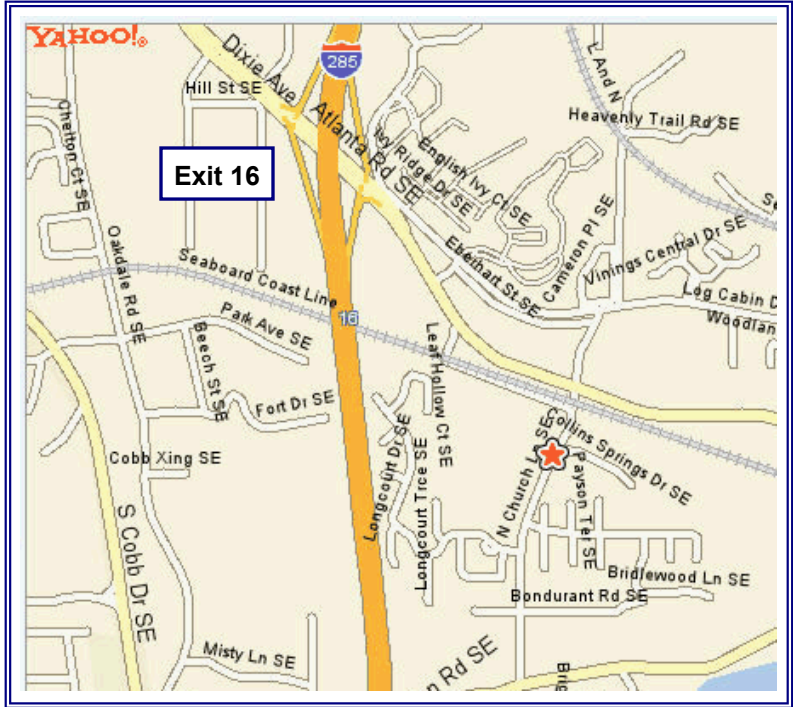 YAHOO!®
285
Dixie Ave
Atlanta Rd SE
Hill St SE
L And N
Heavenly Trail Rd SE
Chelton Ct SE
Exit 16
Ivy Ridge Dr SE
English Ivy Ct SE
Cameron Pl SE
Eberhart St SE
Vinings Central Dr SE
Se
Oakdale Rd SE
Seaboard Coast Line
Log Cabin D
Woodlan
16
Park Ave SE
Beech St SE
Leaf Hollow Ct SE
Fort Dr SE
Cobb Xing SE
Longcourt Dr SE
Longcourt Trce SE
N Church L SE
Collins Springs Dr SE
Payson Ter SE
S Cobb Dr SE
Bridlewood Ln SE
Bondurant Rd SE
Misty Ln SE
n Rd SE
Brig